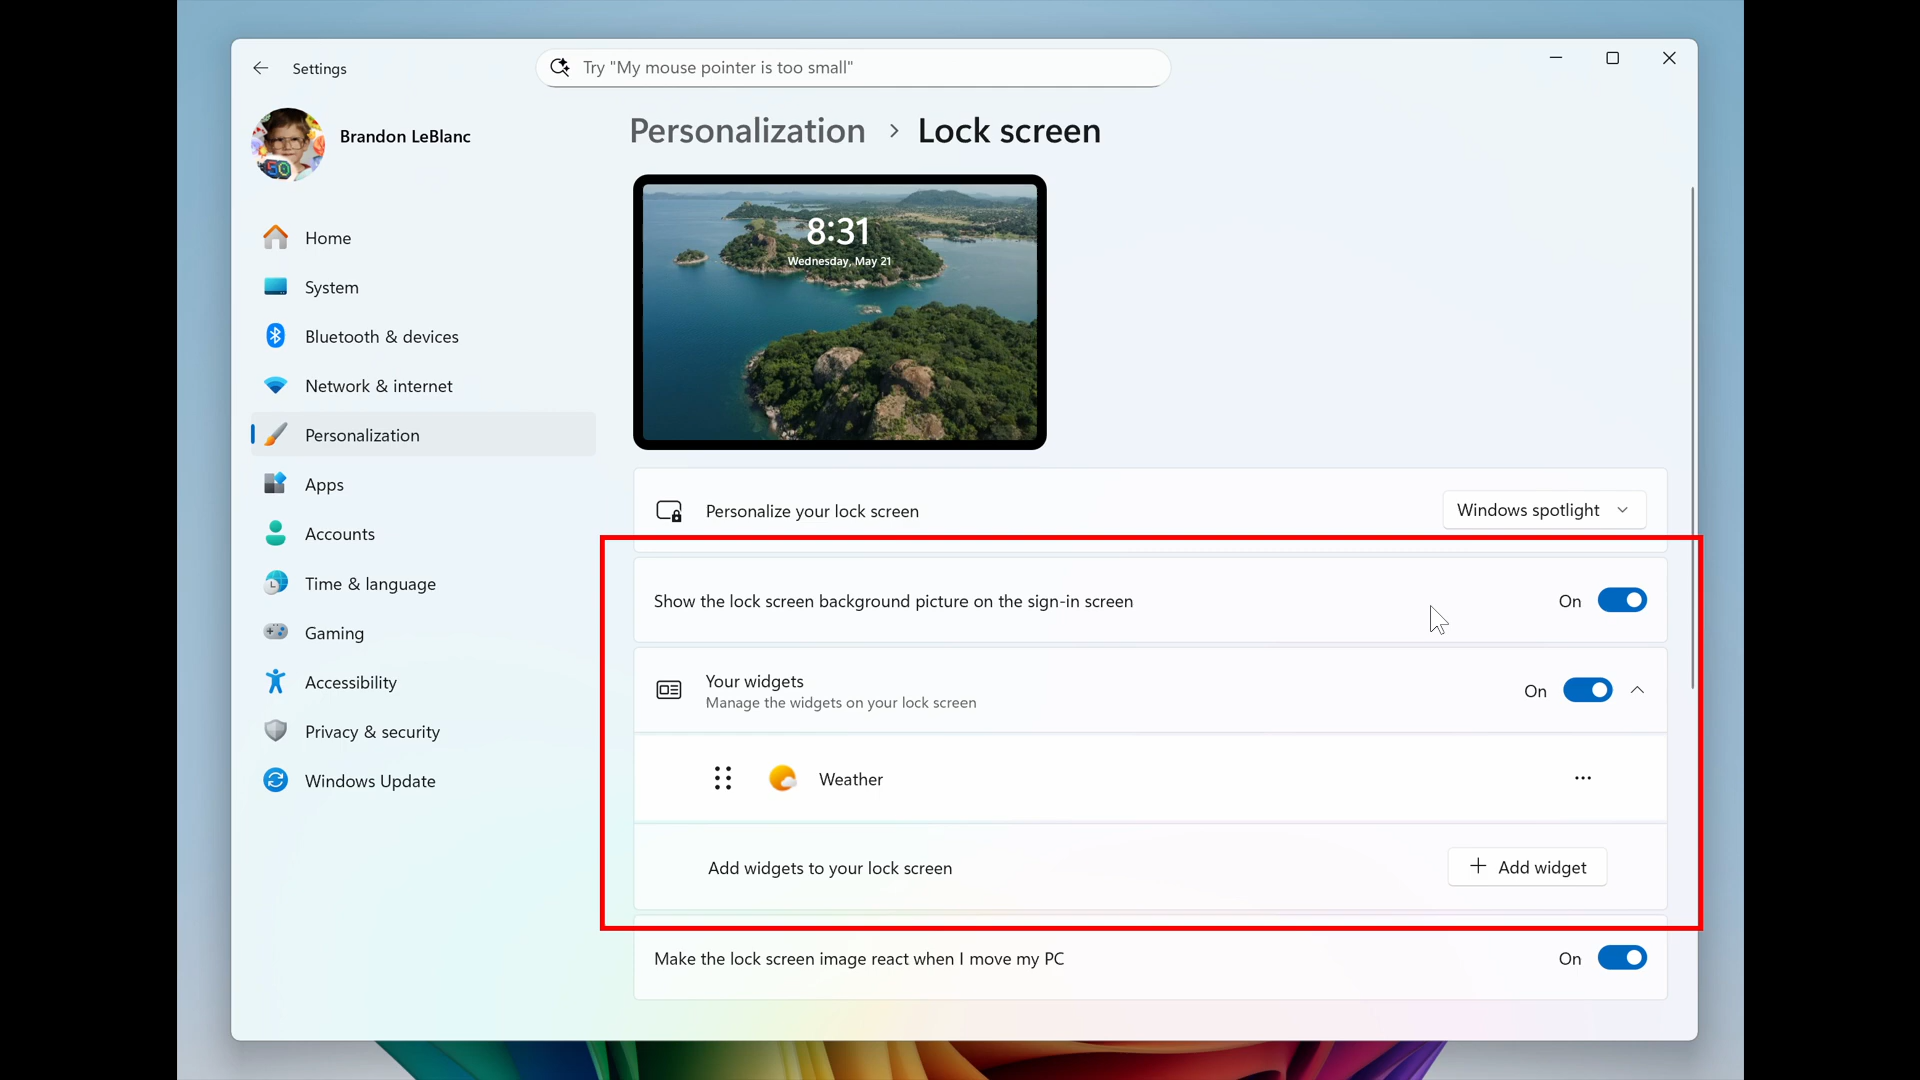 Settings
Try "My mouse pointer is too small"
Brandon LeBlanc
50
Home
System
Bluetooth & devices
Network & internet
Personalization
Apps
Accounts
Time & language
Gaming
Accessibility
Privacy & security
Windows Update
Personalization > Lock screen
8:31
Wednesday, May 21
Personalize your lock screen
Windows spotlight
Show the lock screen background picture on the sign-in screen
On
Your widgets
Manage the widgets on your lock screen
On
Weather
Add widgets to your lock screen
Add widget
Make the lock screen image react when I move my PC
On